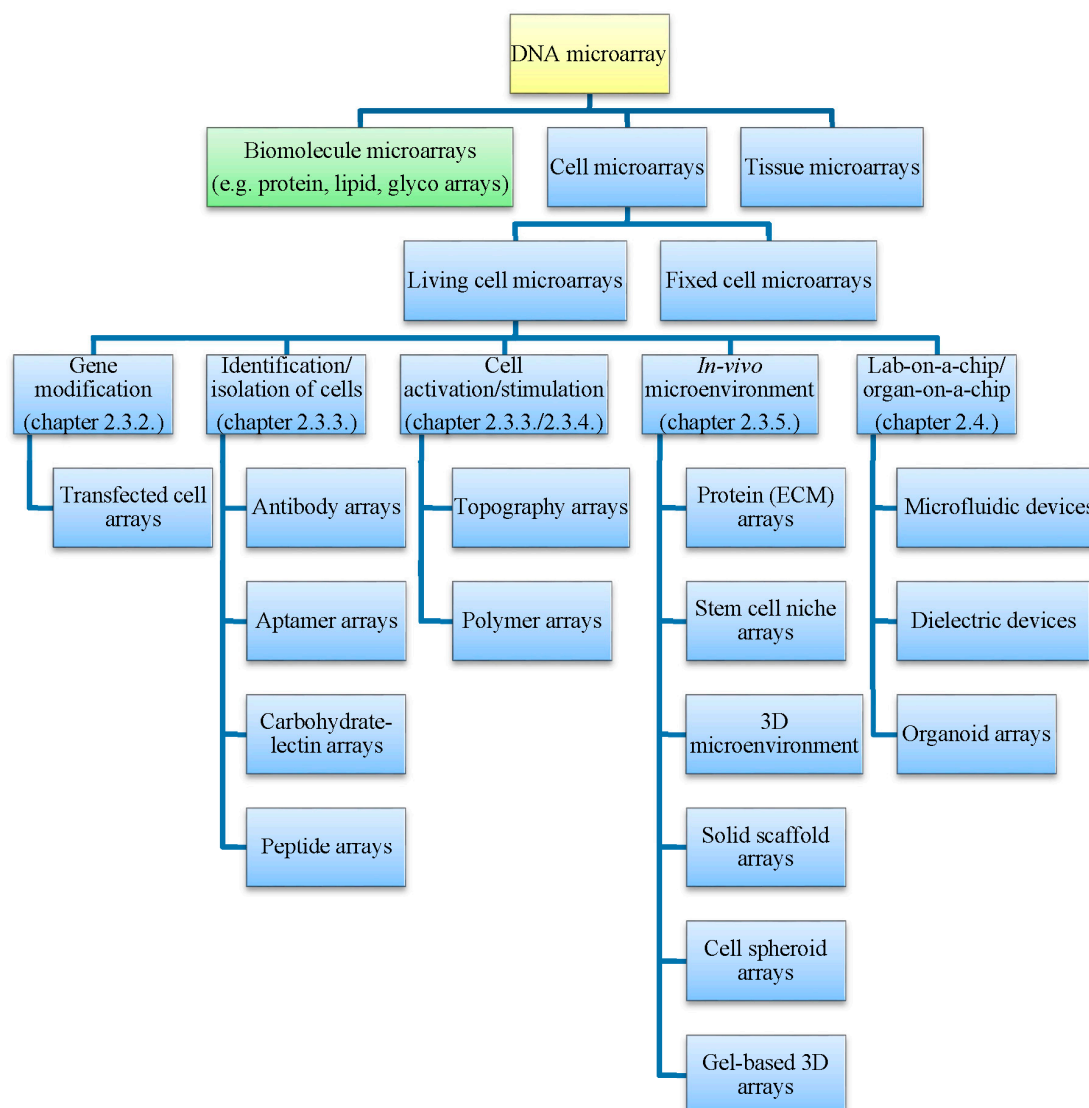 DNA microarray
Biomolecule microarrays
(e.g. protein, lipid, glyco arrays)
Cell microarrays
Tissue microarrays
Living cell microarrays
Fixed cell microarrays
Gene
modification
(chapter 2.3.2.)
Identification/
isolation of cells
(chapter 2.3.3.)
Cell
activation/stimulation
(chapter 2.3.3./2.3.4.)
In-vivo
microenvironment
(chapter 2.3.5.)
Lab-on-a-chip/
organ-on-a-chip
(chapter 2.4.)
Transfected cell
arrays
Antibody arrays
Aptamer arrays
Carbohydrate-
lectin arrays
Peptide arrays
Topography arrays
Polymer arrays
Protein (ECM)
arrays
Stem cell niche
arrays
3D
microenvironment
Solid scaffold
arrays
Cell spheroid
arrays
Gel-based 3D
arrays
Microfluidic devices
Dielectric devices
Organoid arrays